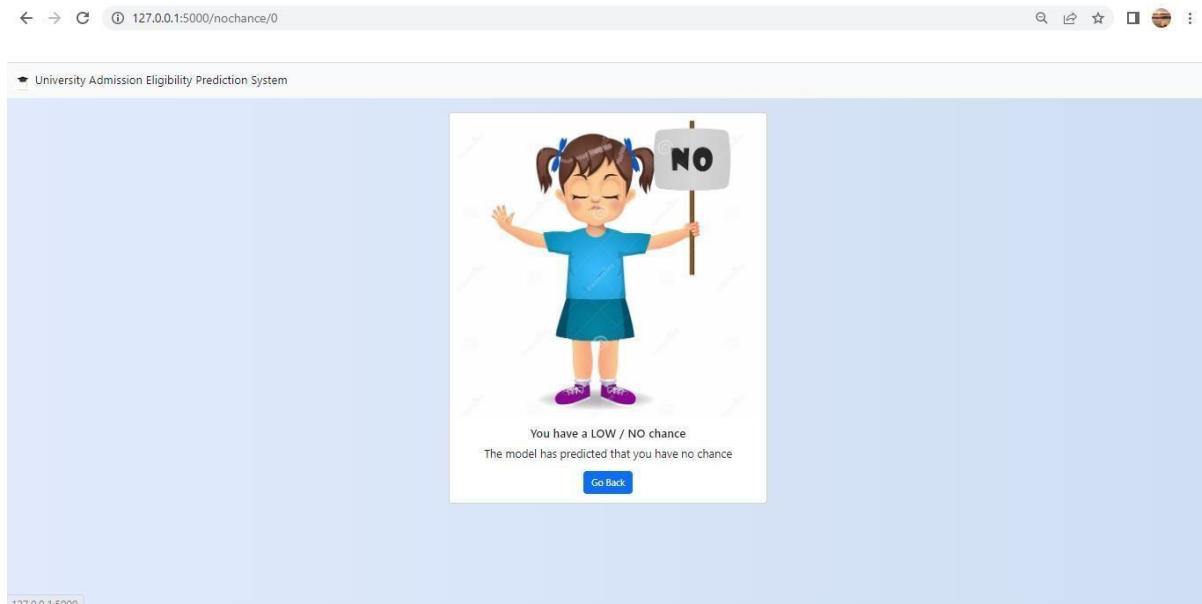 127.0.0.1:5000/nochance/0
University Admission Eligibility Prediction System
NO
You have a LOW / NO chance
The model has predicted that you have no chance
Go Back
127.0.0.1:5000